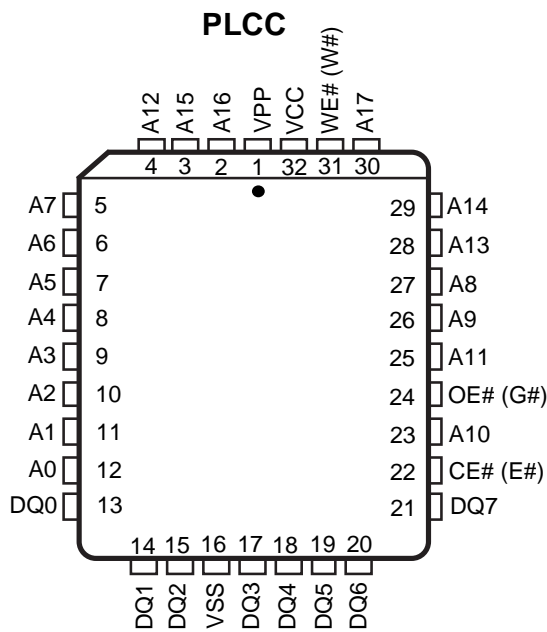 PLCC
A12
A15
A16
VPP
VCC
WE# (W#)
A17
4 3 2 1 32 31 30
A7 5 29 A14
A6 6 28 A13
A5 7 27 A8
A4 8 26 A9
A3 9 25 A11
A2 10 24 OE# (G#)
A1 11 23 A10
A0 12 22 CE# (E#)
DQ0 13 21 DQ7
14 15 16 17 18 19 20
DQ1
DQ2
VSS
DQ3
DQ4
DQ5
DQ6